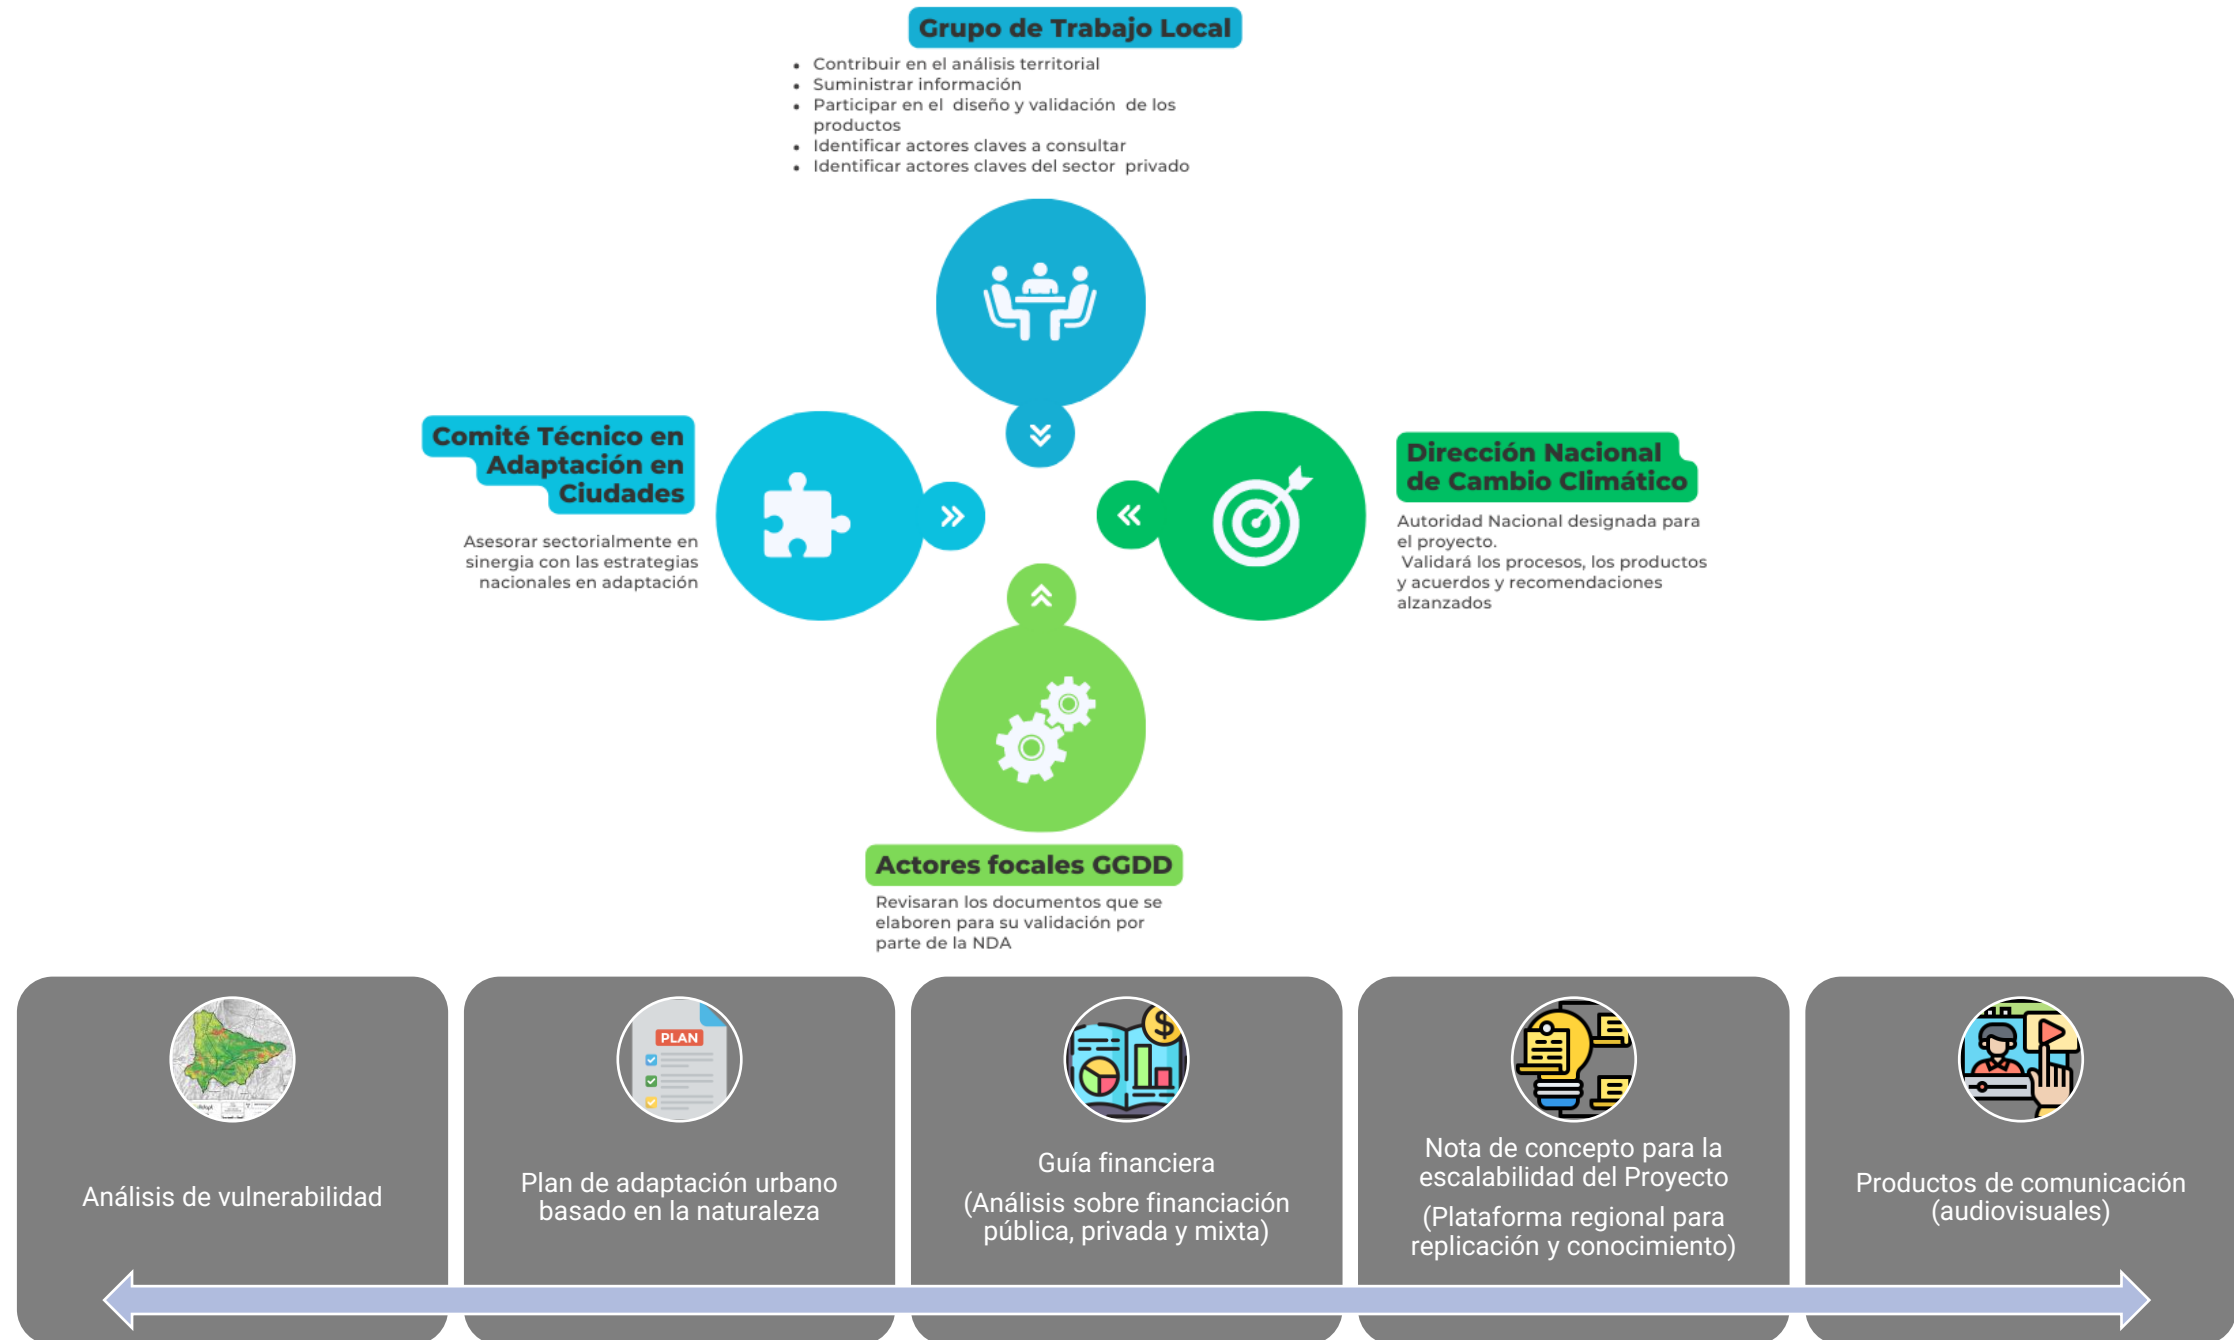 Grupo de Trabajo Local
• Contribuir en el análisis territorial
• Suministrar información
• Participar en el diseño y validación de los
productos
• Identificar actores claves a consultar
• Identificar actores claves del sector privado
Comité Técnico en
Adaptación en
Ciudades
Asesorar sectorialmente en
sinergia con las estrategias
nacionales en adaptación
Dirección Nacional
de Cambio Climático
Autoridad Nacional designada para
el proyecto.
Validará los procesos, los productos
y acuerdos y recomendaciones
alzanzados
Actores focales GGDD
Revisaran los documentos que se
elaboren para su validación por
parte de la NDA
Análisis de vulnerabilidad
PLAN
Plan de adaptación urbano
basado en la naturaleza
$
Guía financiera
(Análisis sobre financiación
pública, privada y mixta)
Nota de concepto para la
escalabilidad del Proyecto
(Plataforma regional para
replicación y conocimiento)
Productos de comunicación
(audiovisuales)